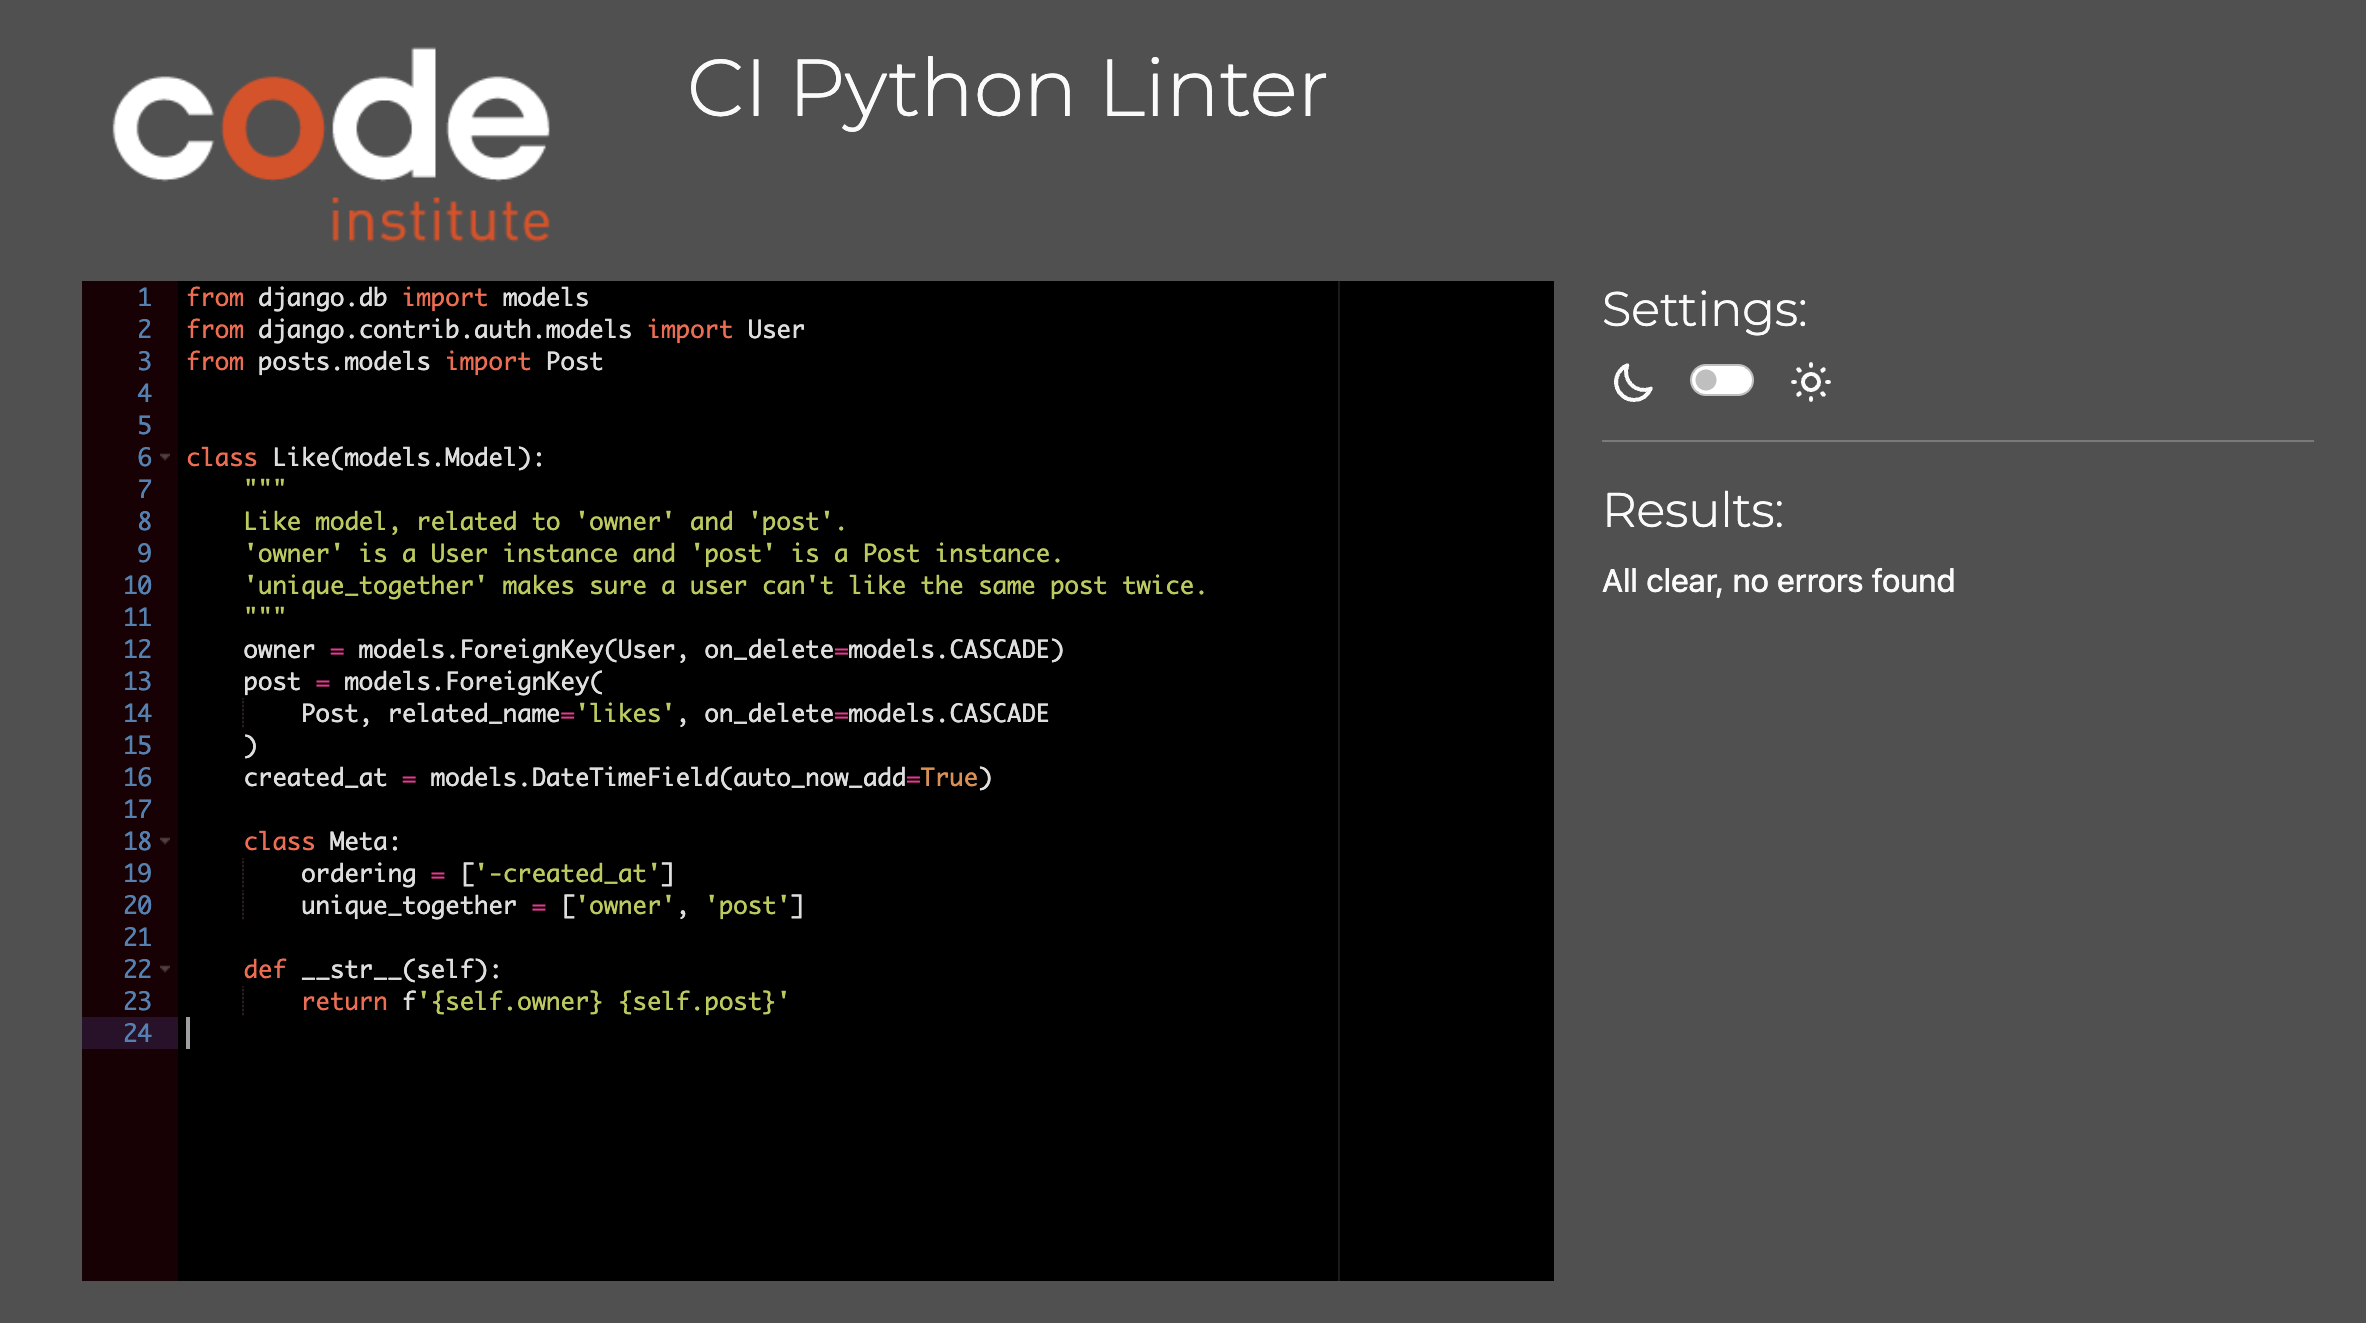 code
institute
CI Python Linter
1 from django.db import models
2 from django.contrib.auth.models import User
3 from posts.models import Post
4
5
6 class Like(models.Model):
7     """
8     Like model, related to 'owner' and 'post'.
9     'owner' is a User instance and 'post' is a Post instance.
10     'unique_together' makes sure a user can't like the same post twice.
11     """
12     owner = models.ForeignKey(User, on_delete=models.CASCADE)
13     post = models.ForeignKey(
14         Post, related_name='likes', on_delete=models.CASCADE
15     )
16     created_at = models.DateTimeField(auto_now_add=True)
17
18     class Meta:
19         ordering = ['-created_at']
20         unique_together = ['owner', 'post']
21
22     def __str__(self):
23         return f'{self.owner} {self.post}'
24
Settings:
Results:
All clear, no errors found